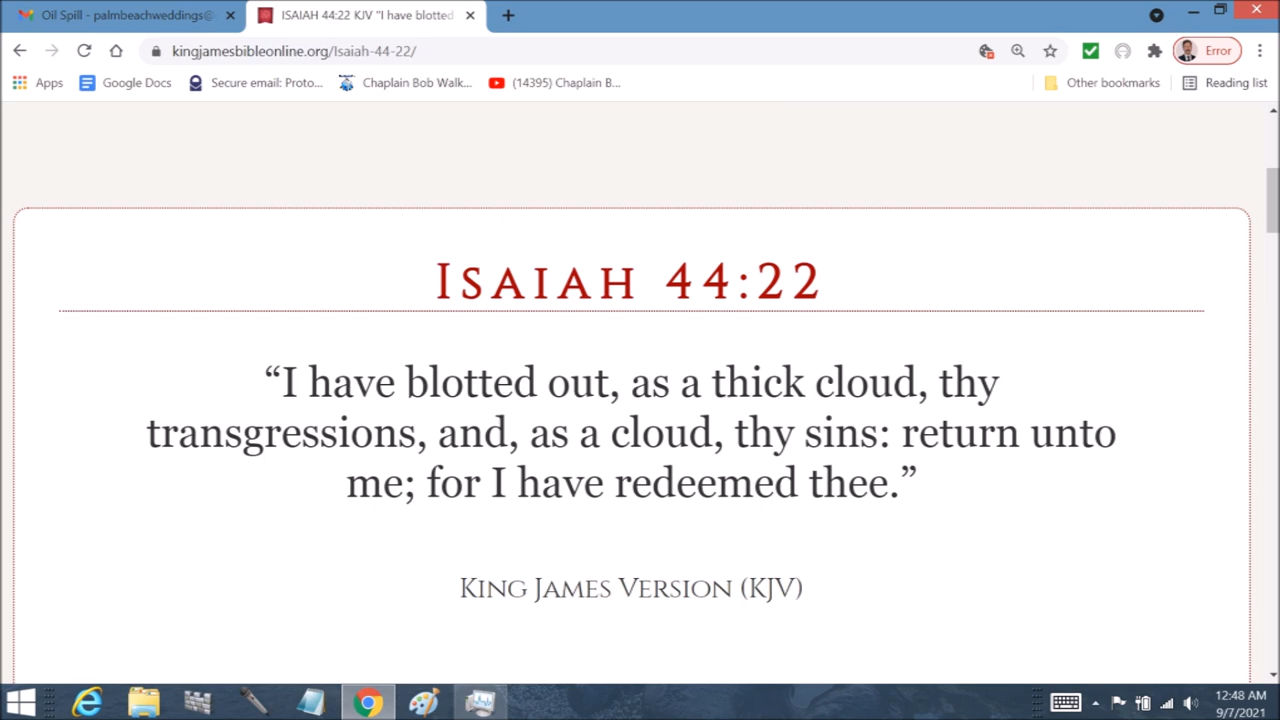 Oil Spill - palmbeachweddings@
ISAIAH 44:22 KJV "I have blotted
kingjamesbibleonline.org/Isaiah-44-22/
Error
Apps
Google Docs
Secure email: Proto...
Chaplain Bob Walk...
(14395) Chaplain B...
Other bookmarks
Reading list
Isaiah 44:22
“I have blotted out, as a thick cloud, thy
transgressions, and, as a cloud, thy sins: return unto
me; for I have redeemed thee.”
King James Version (KJV)
12:48 AM
9/7/2021